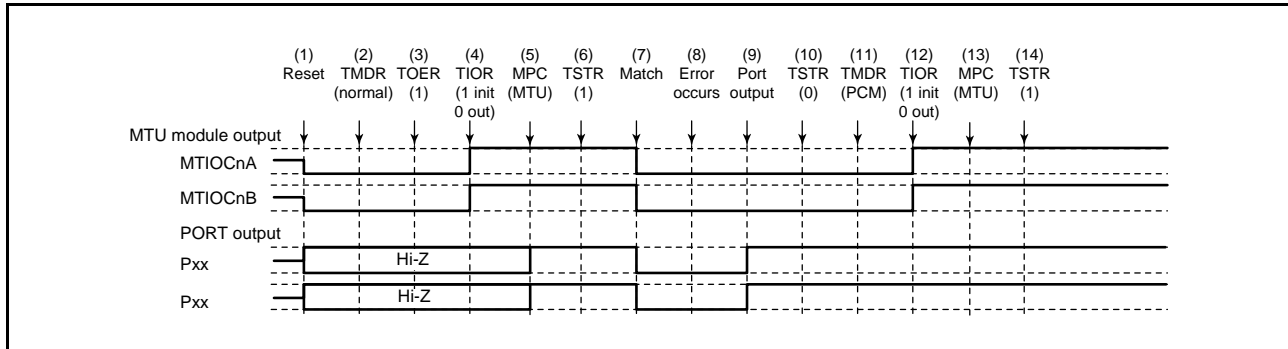 (1) (2) (3) (4) (5) (6) (7) (8) (9) (10) (11) (12) (13) (14)
Reset TMDR TOER TIOR MPC TSTR Match Error Port TSTR TMDR TIOR MPC TSTR
(normal) (1) (1 init (MTU) (1) occurs output (0) (PCM) (1 init (MTU) (1)
0 out) 0 out)
MTU module output
MTIOCnA
MTIOCnB
PORT output
Pxx Hi-Z
Pxx Hi-Z